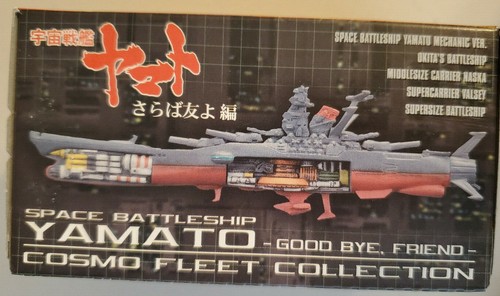 宇宙戦艦
ヤマト
さらば友よ編
SPACE BATTLESHIP YAMATO MECHANIC VER.
OKITA'S BATTLESHIP
MIDDLESIZE CARRIER NASKA
SUPERCARRIER VALSEY
SUPERSIZE BATTLESHIP
SPACE BATTLESHIP
YAMATO - GOOD BYE, FRIEND -
COSMO FLEET COLLECTION